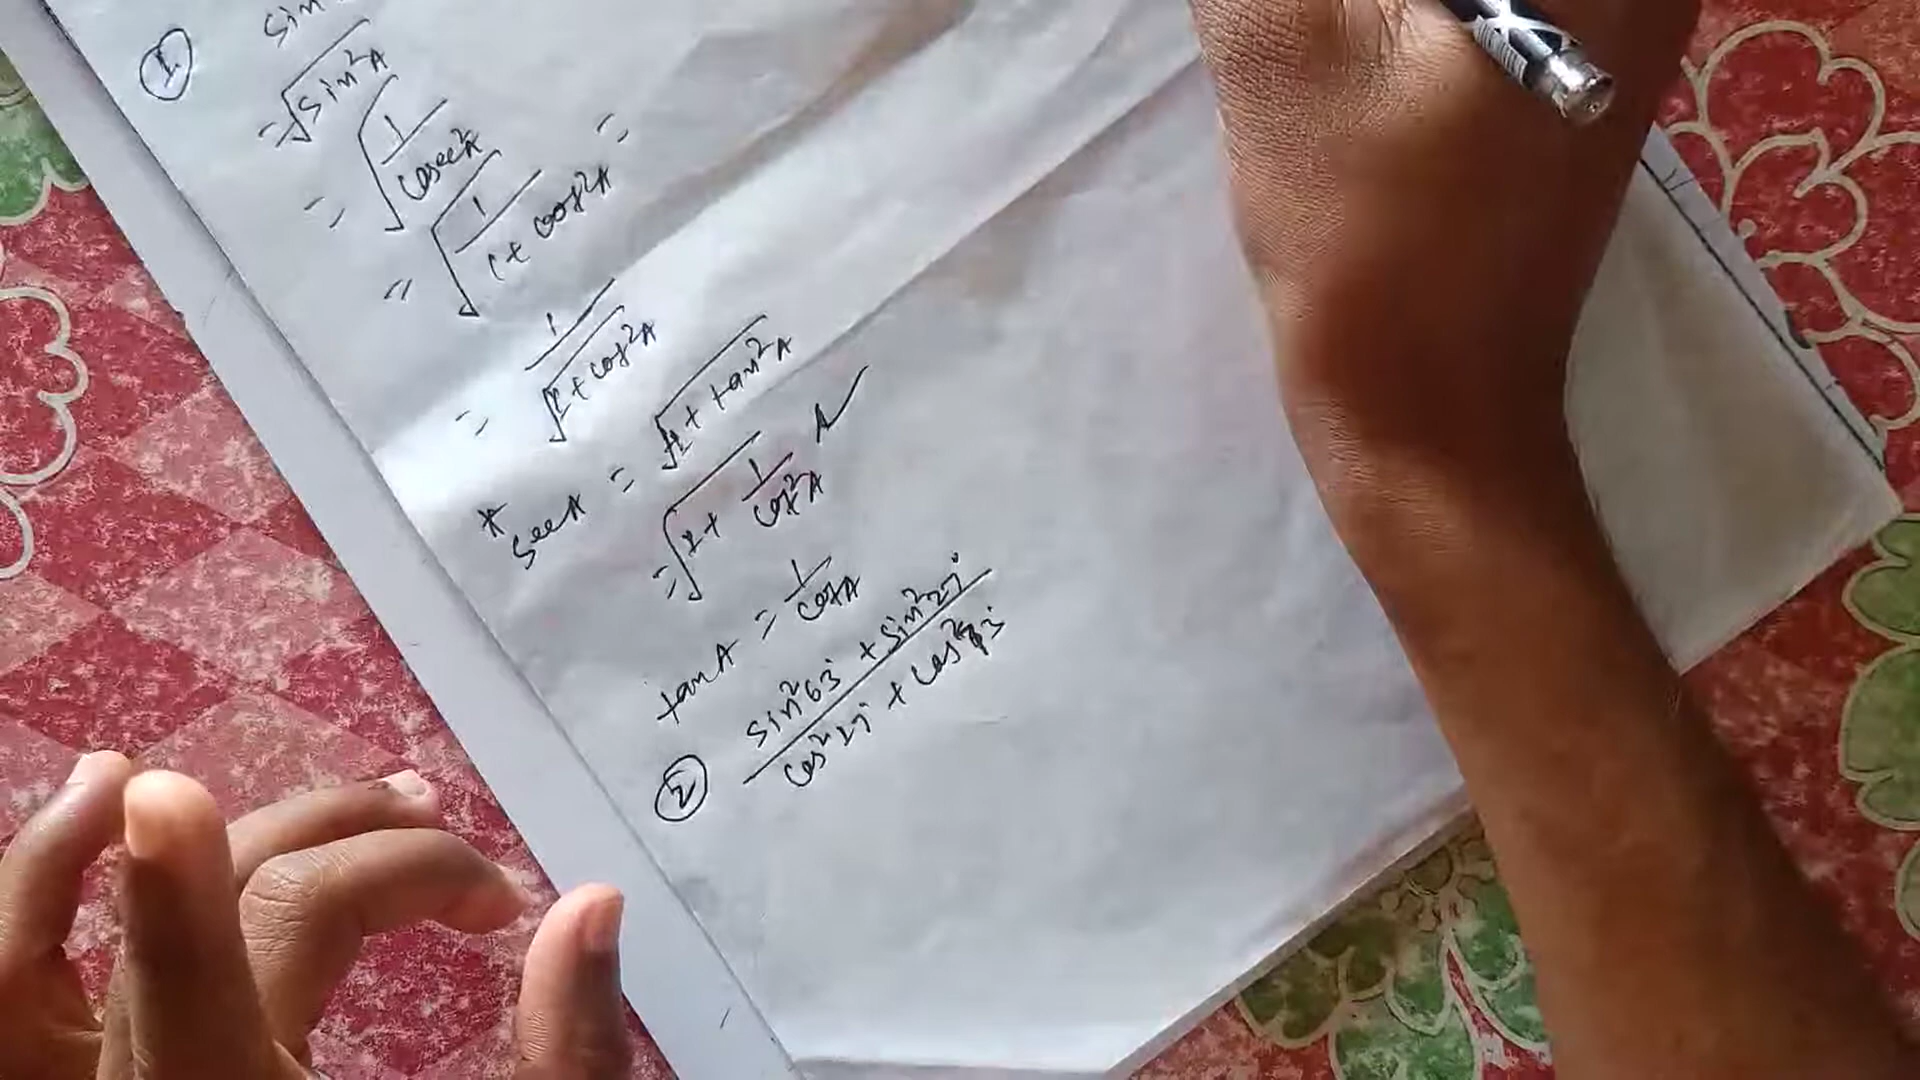 ① sin
= √sin²A
= √1/cosec²A
= √1/1 + cot²A =
= 1/√1 + cot²A
* secA = √1 + tan²A
= √1 + 1/cot²A
tanA = 1/cotA
② sin²63° + sin²27° / cos²27° + cos²